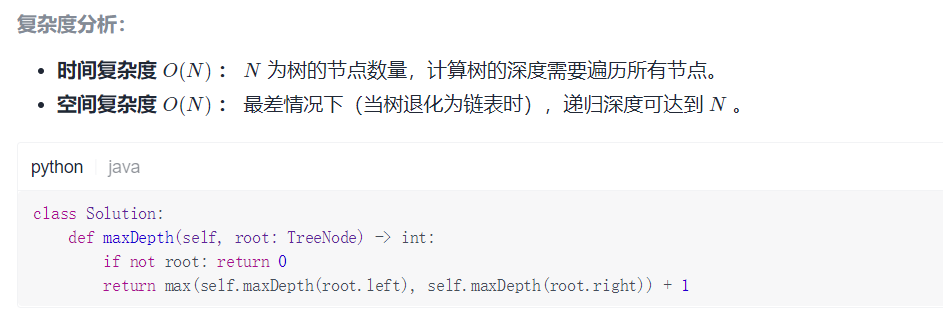 复杂度分析：
• 时间复杂度 O(N) ： N 为树的节点数量，计算树的深度需要遍历所有节点。
• 空间复杂度 O(N) ： 最差情况下（当树退化为链表时），递归深度可达到 N 。
python java
class Solution:
    def maxDepth(self, root: TreeNode) -> int:
        if not root: return 0
        return max(self.maxDepth(root.left), self.maxDepth(root.right)) + 1